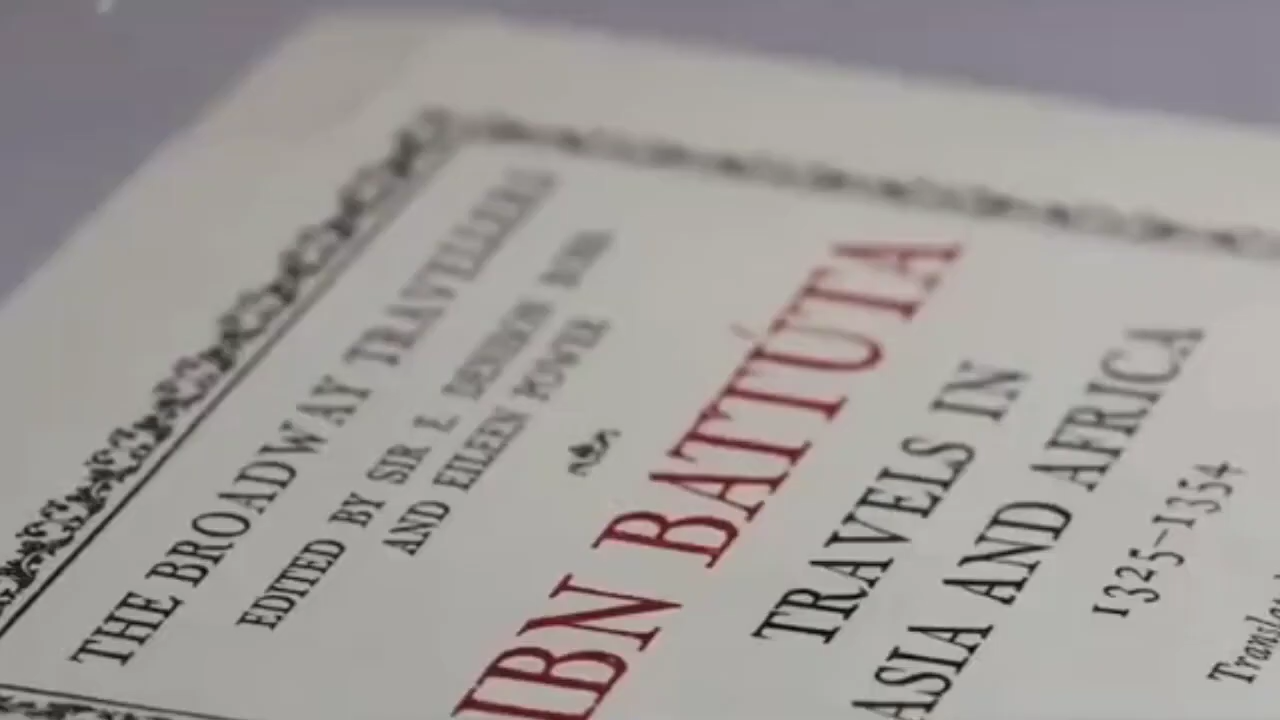 THE BROADWAY TRAVELLERS
EDITED BY SIR E. DENISON ROSS
AND EILEEN POWER
IBN BATTÚTA
TRAVELS IN
ASIA AND AFRICA
1325-1354